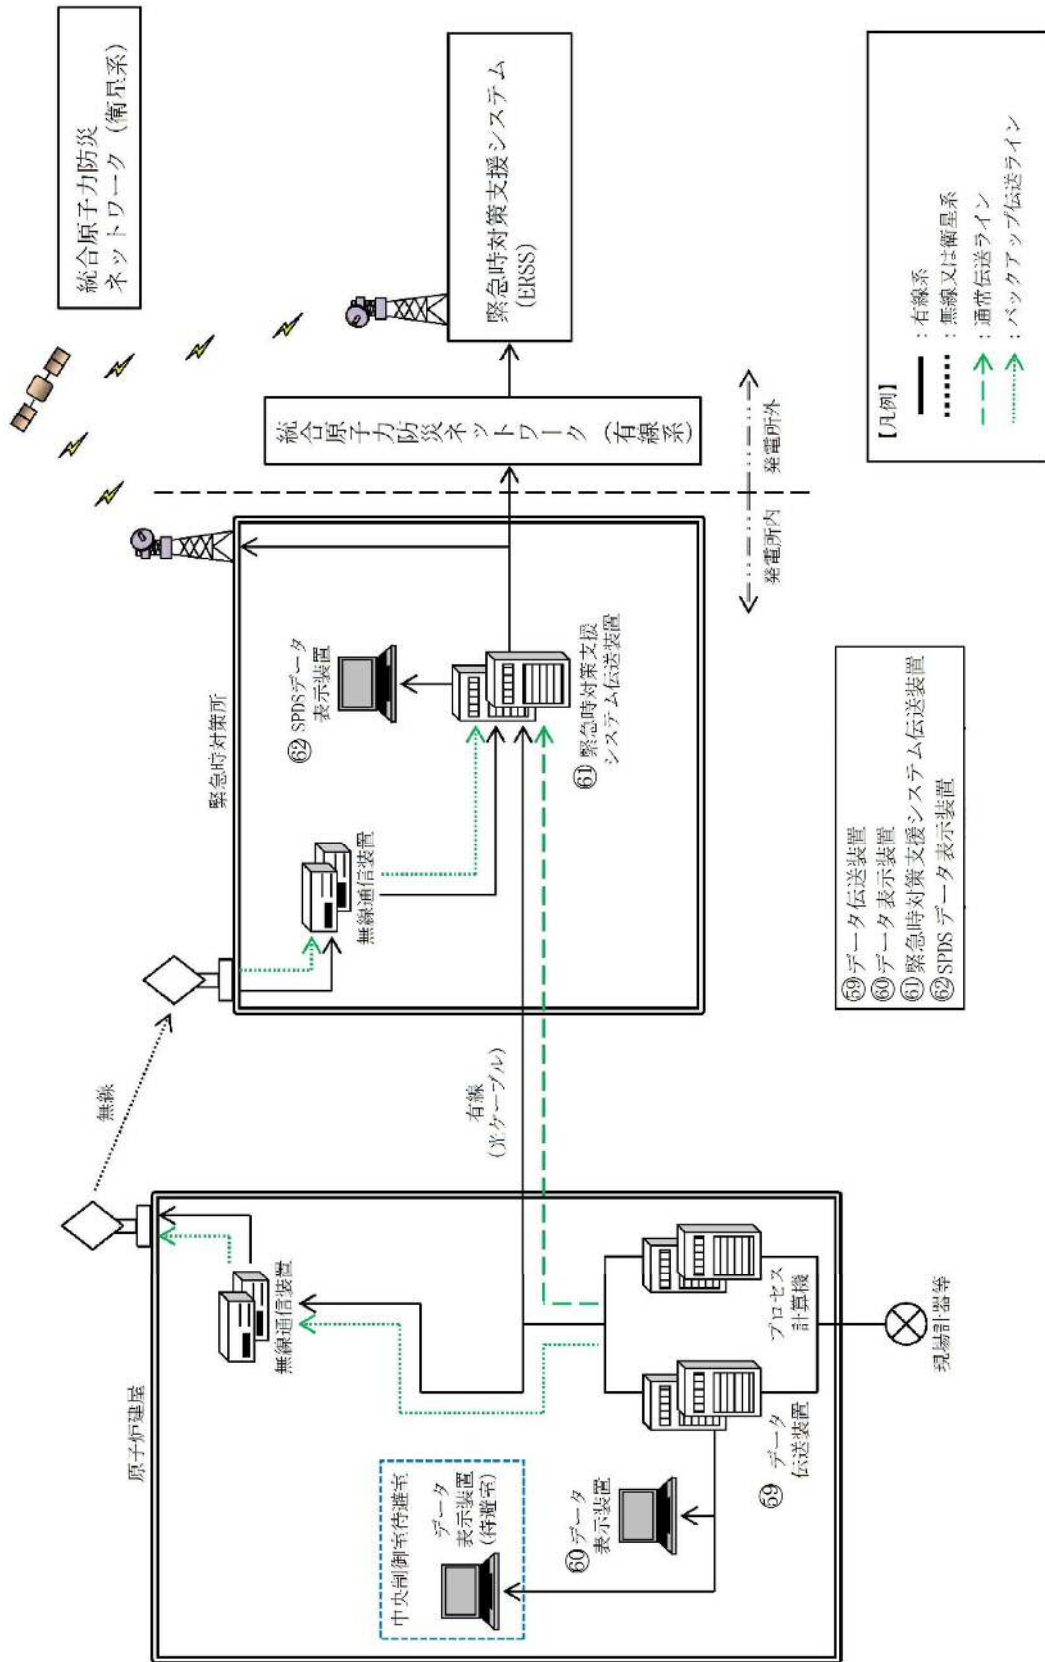 原子炉建屋
中央制御室待避室
データ
表示装置
(待避室)
⑥⓪データ
表示装置
⑤⑨ データ
伝送装置
プロセス
計算機
現場計器等
無線通信装置
無線
有線
(光ケーブル)
緊急時対策所
無線通信装置
⑥② SPDSデータ
表示装置
⑥① 緊急時対策支援
システム伝送装置
発電所内 発電所外
統合原子力防災ネットワーク (有線系)
緊急時対策支援システム
(ERSS)
統合原子力防災
ネットワーク (衛星系)
⑤⑨データ伝送装置
⑥⓪データ表示装置
⑥①緊急時対策支援システム伝送装置
⑥②SPDS データ表示装置
【凡例】
:有線系
:無線又は衛星系
:通常伝送ライン
:バックアップ伝送ライン